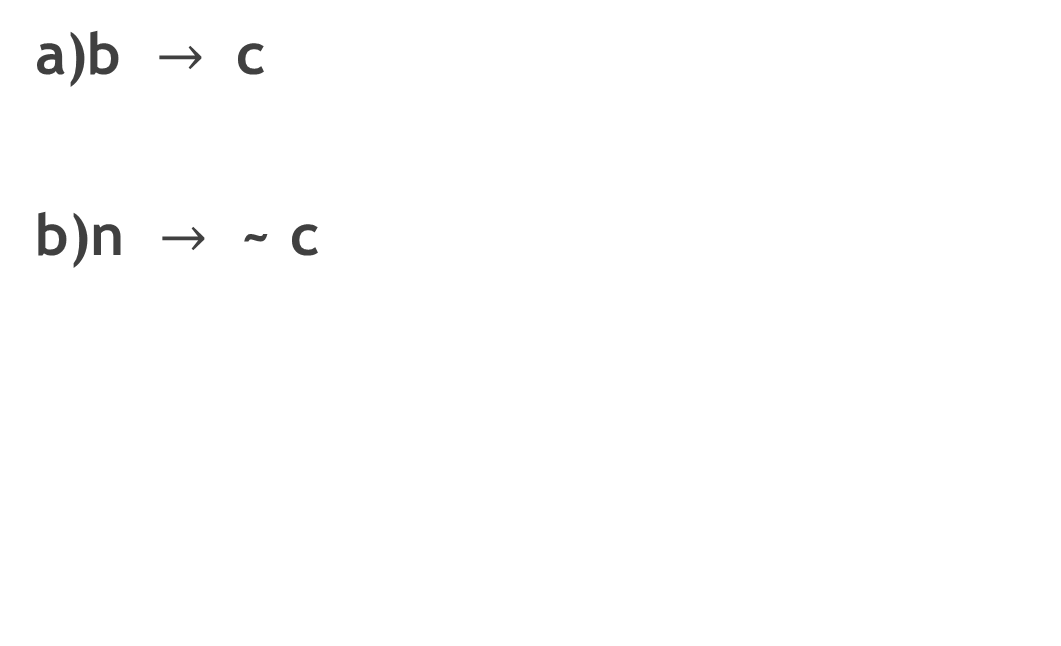 a)b → c
b)n → ~ c